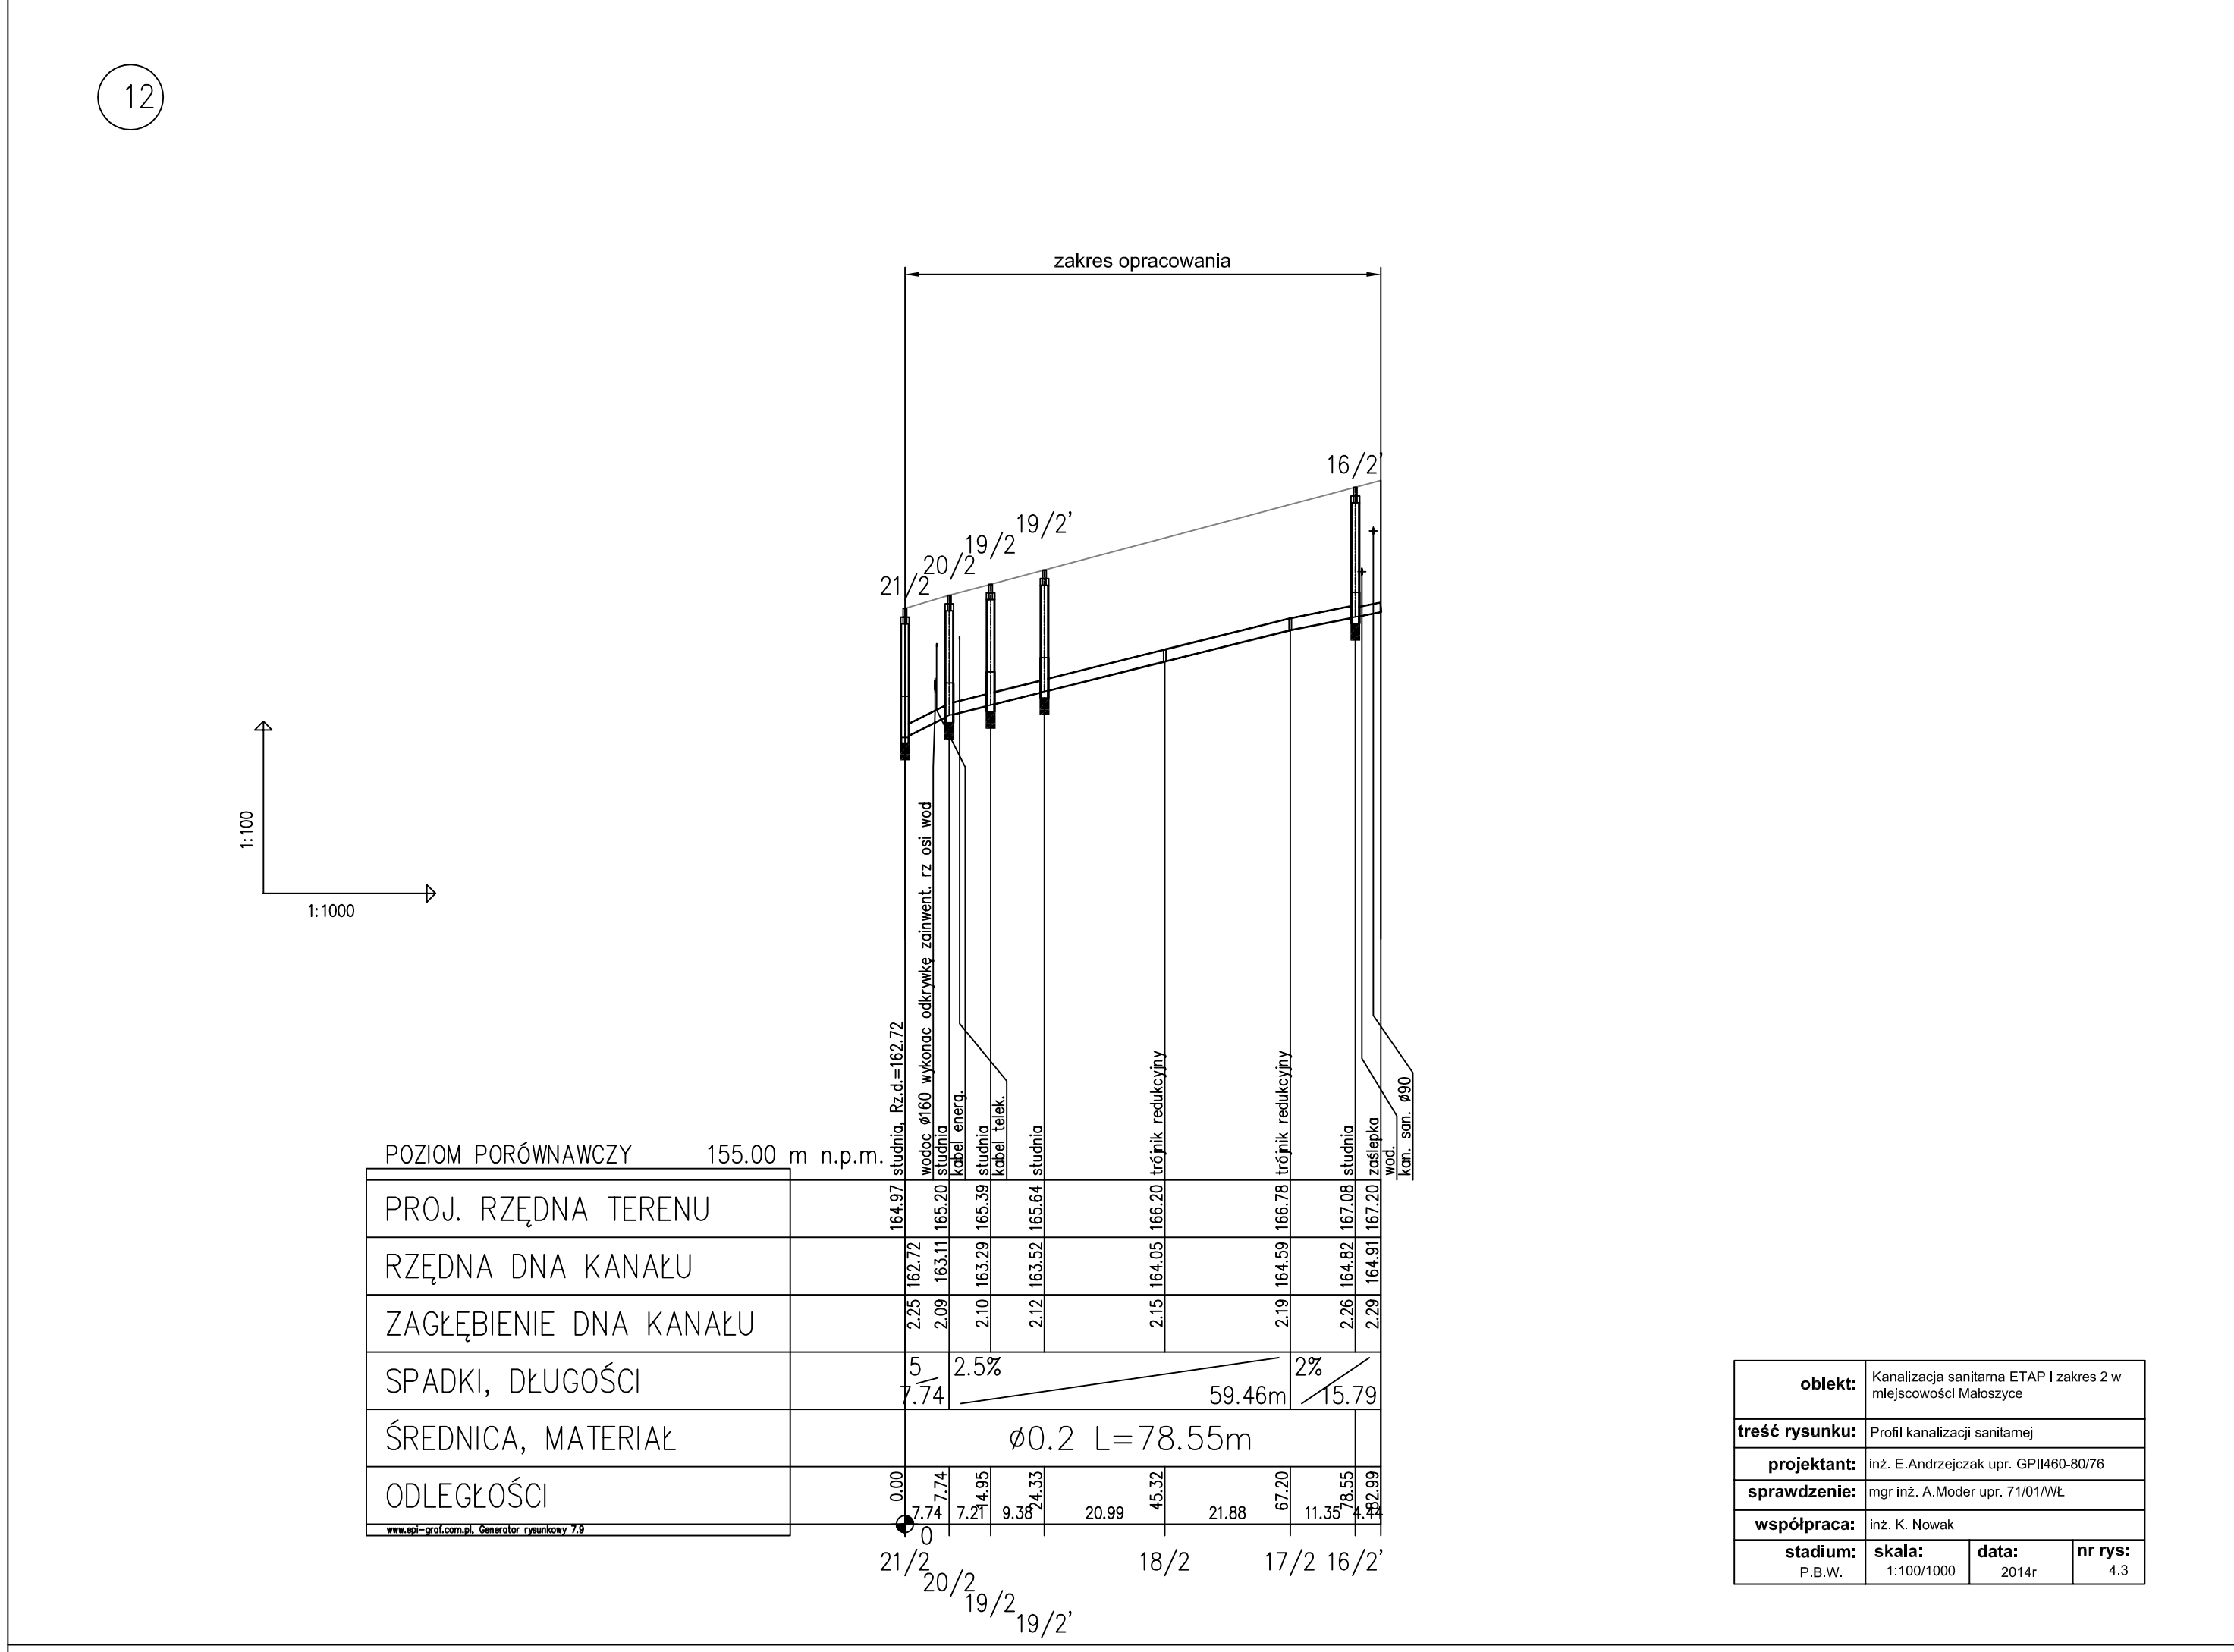 12
zakres opracowania
16/2'
19/2'
19/2
20/2
21/2
1:100
1:1000
studnia, Rz.d.=162.72
wodoc ø160 wykonac odkrywkę zainwent. rz osi wod
studnia
kabel energ.
studnia
kabel telek.
studnia
trójnik redukcyjny
trójnik redukcyjny
studnia
zaślepka
wod.
kan. san. ø90
POZIOM PORÓWNAWCZY 155.00 m n.p.m.
PROJ. RZĘDNA TERENU 164.97 165.20 165.39 165.64 166.20 166.78 167.08 167.20
RZĘDNA DNA KANAŁU 162.72 163.11 163.29 163.52 164.05 164.59 164.82 164.91
ZAGŁĘBIENIE DNA KANAŁU 2.25 2.09 2.10 2.12 2.15 2.19 2.26 2.29
SPADKI, DŁUGOŚCI 5 7.74 2.5% 59.46m 2% 15.79
ŚREDNICA, MATERIAŁ ø0.2 L=78.55m
ODLEGŁOŚCI 0.00 7.74 14.95 24.33 45.32 67.20 78.55 82.99
7.74 7.21 9.38 20.99 21.88 11.35 4.44
www.epi-graf.com.pl, Generator rysunkowy 7.9
0
21/2 20/2 19/2 19/2' 18/2 17/2 16/2'
obiekt: Kanalizacja sanitarna ETAP I zakres 2 w
miejscowości Małoszyce
treść rysunku: Profil kanalizacji sanitarnej
projektant: inż. E.Andrzejczak upr. GPII460-80/76
sprawdzenie: mgr inż. A.Moder upr. 71/01/WŁ
współpraca: inż. K. Nowak
stadium: skala: data: nr rys:
P.B.W. 1:100/1000 2014r 4.3